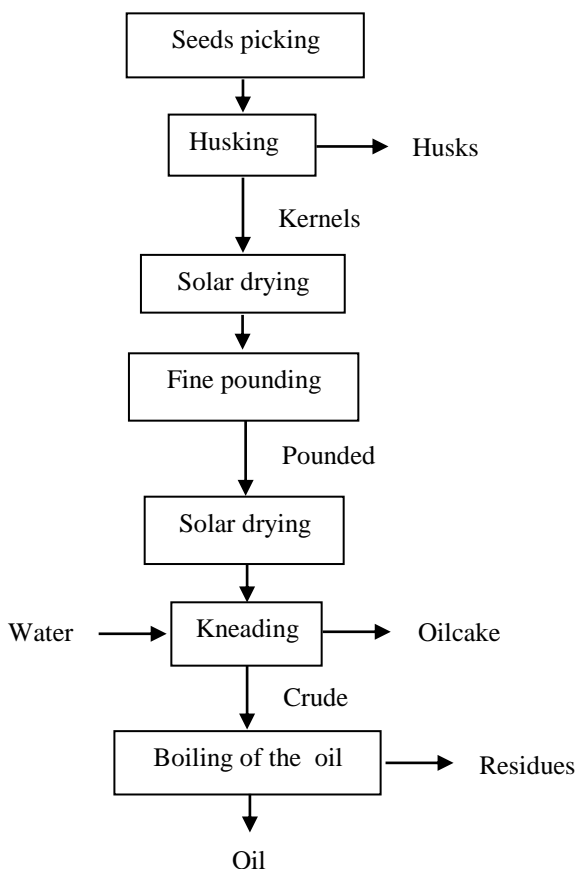 Seeds picking
Husking
Husks
Kernels
Solar drying
Fine pounding
Pounded
Solar drying
Water
Kneading
Oilcake
Crude
Boiling of the oil
Residues
Oil